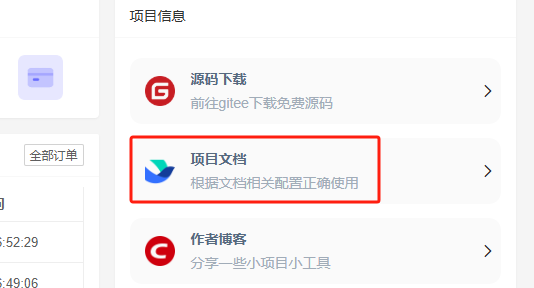 项目信息
源码下载
前往gitee下载免费源码
全部订单
项目文档
根据文档相关配置正确使用
:52:29
作者博客
分享一些小项目小工具
:49:06